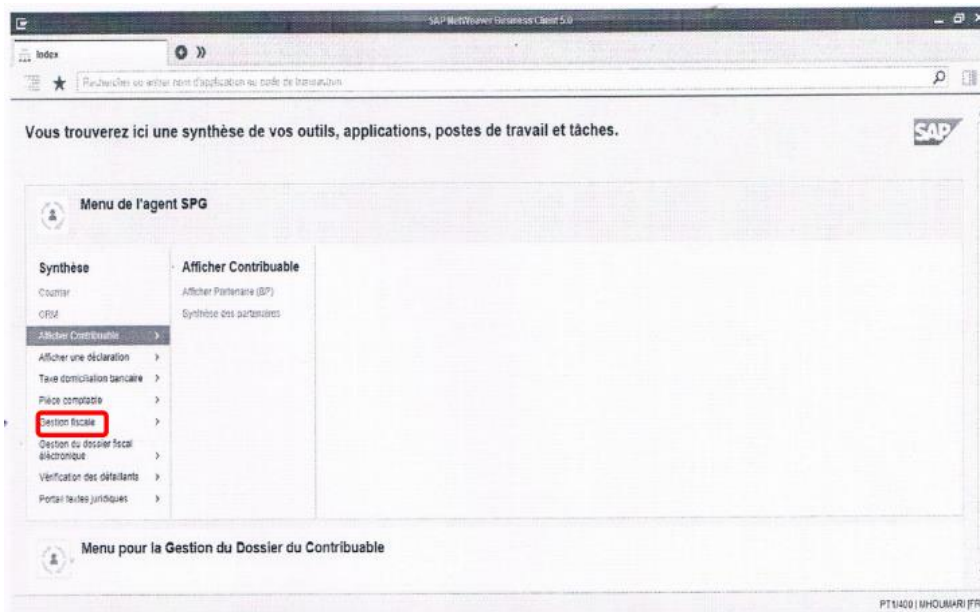 SAP NetWeaver Business Client 5.0
Index
Rechercher ou entrer nom d'application ou code de transaction
Vous trouverez ici une synthèse de vos outils, applications, postes de travail et tâches.
SAP
Menu de l'agent SPG
Synthèse
Courrier
CRM
Afficher Contribuable
Afficher une déclaration
Taxe domiciliation bancaire
Pièce comptable
Gestion fiscale
Gestion du dossier fiscal
éléctronique
Vérification des défaillants
Portail textes juridiques
Afficher Contribuable
Afficher Partenaire (BP)
Synthèse des partenaires
Menu pour la Gestion du Dossier du Contribuable
PT1/400 | MHOUMARI |FR